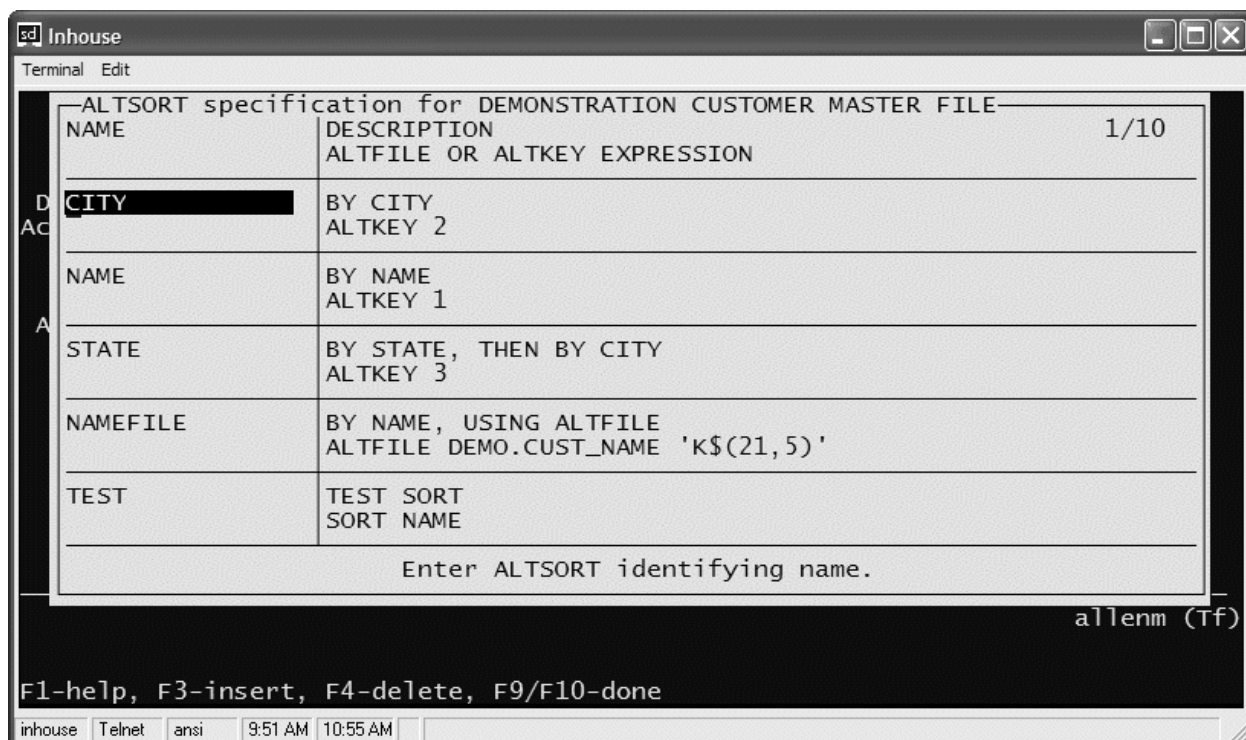 sd Inhouse
Terminal Edit
ALTSORT specification for DEMONSTRATION CUSTOMER MASTER FILE
NAME DESCRIPTION 1/10
ALTFILE OR ALTKEY EXPRESSION
D CITY BY CITY
Ac ALTKEY 2
NAME BY NAME
ALTKEY 1
A
STATE BY STATE, THEN BY CITY
ALTKEY 3
NAMEFILE BY NAME, USING ALTFILE
ALTFILE DEMO.CUST_NAME 'K$(21,5)'
TEST TEST SORT
SORT NAME
Enter ALTSORT identifying name.
allenm (Tf)
F1-help, F3-insert, F4-delete, F9/F10-done
inhouse Telnet ansi 9:51 AM 10:55 AM